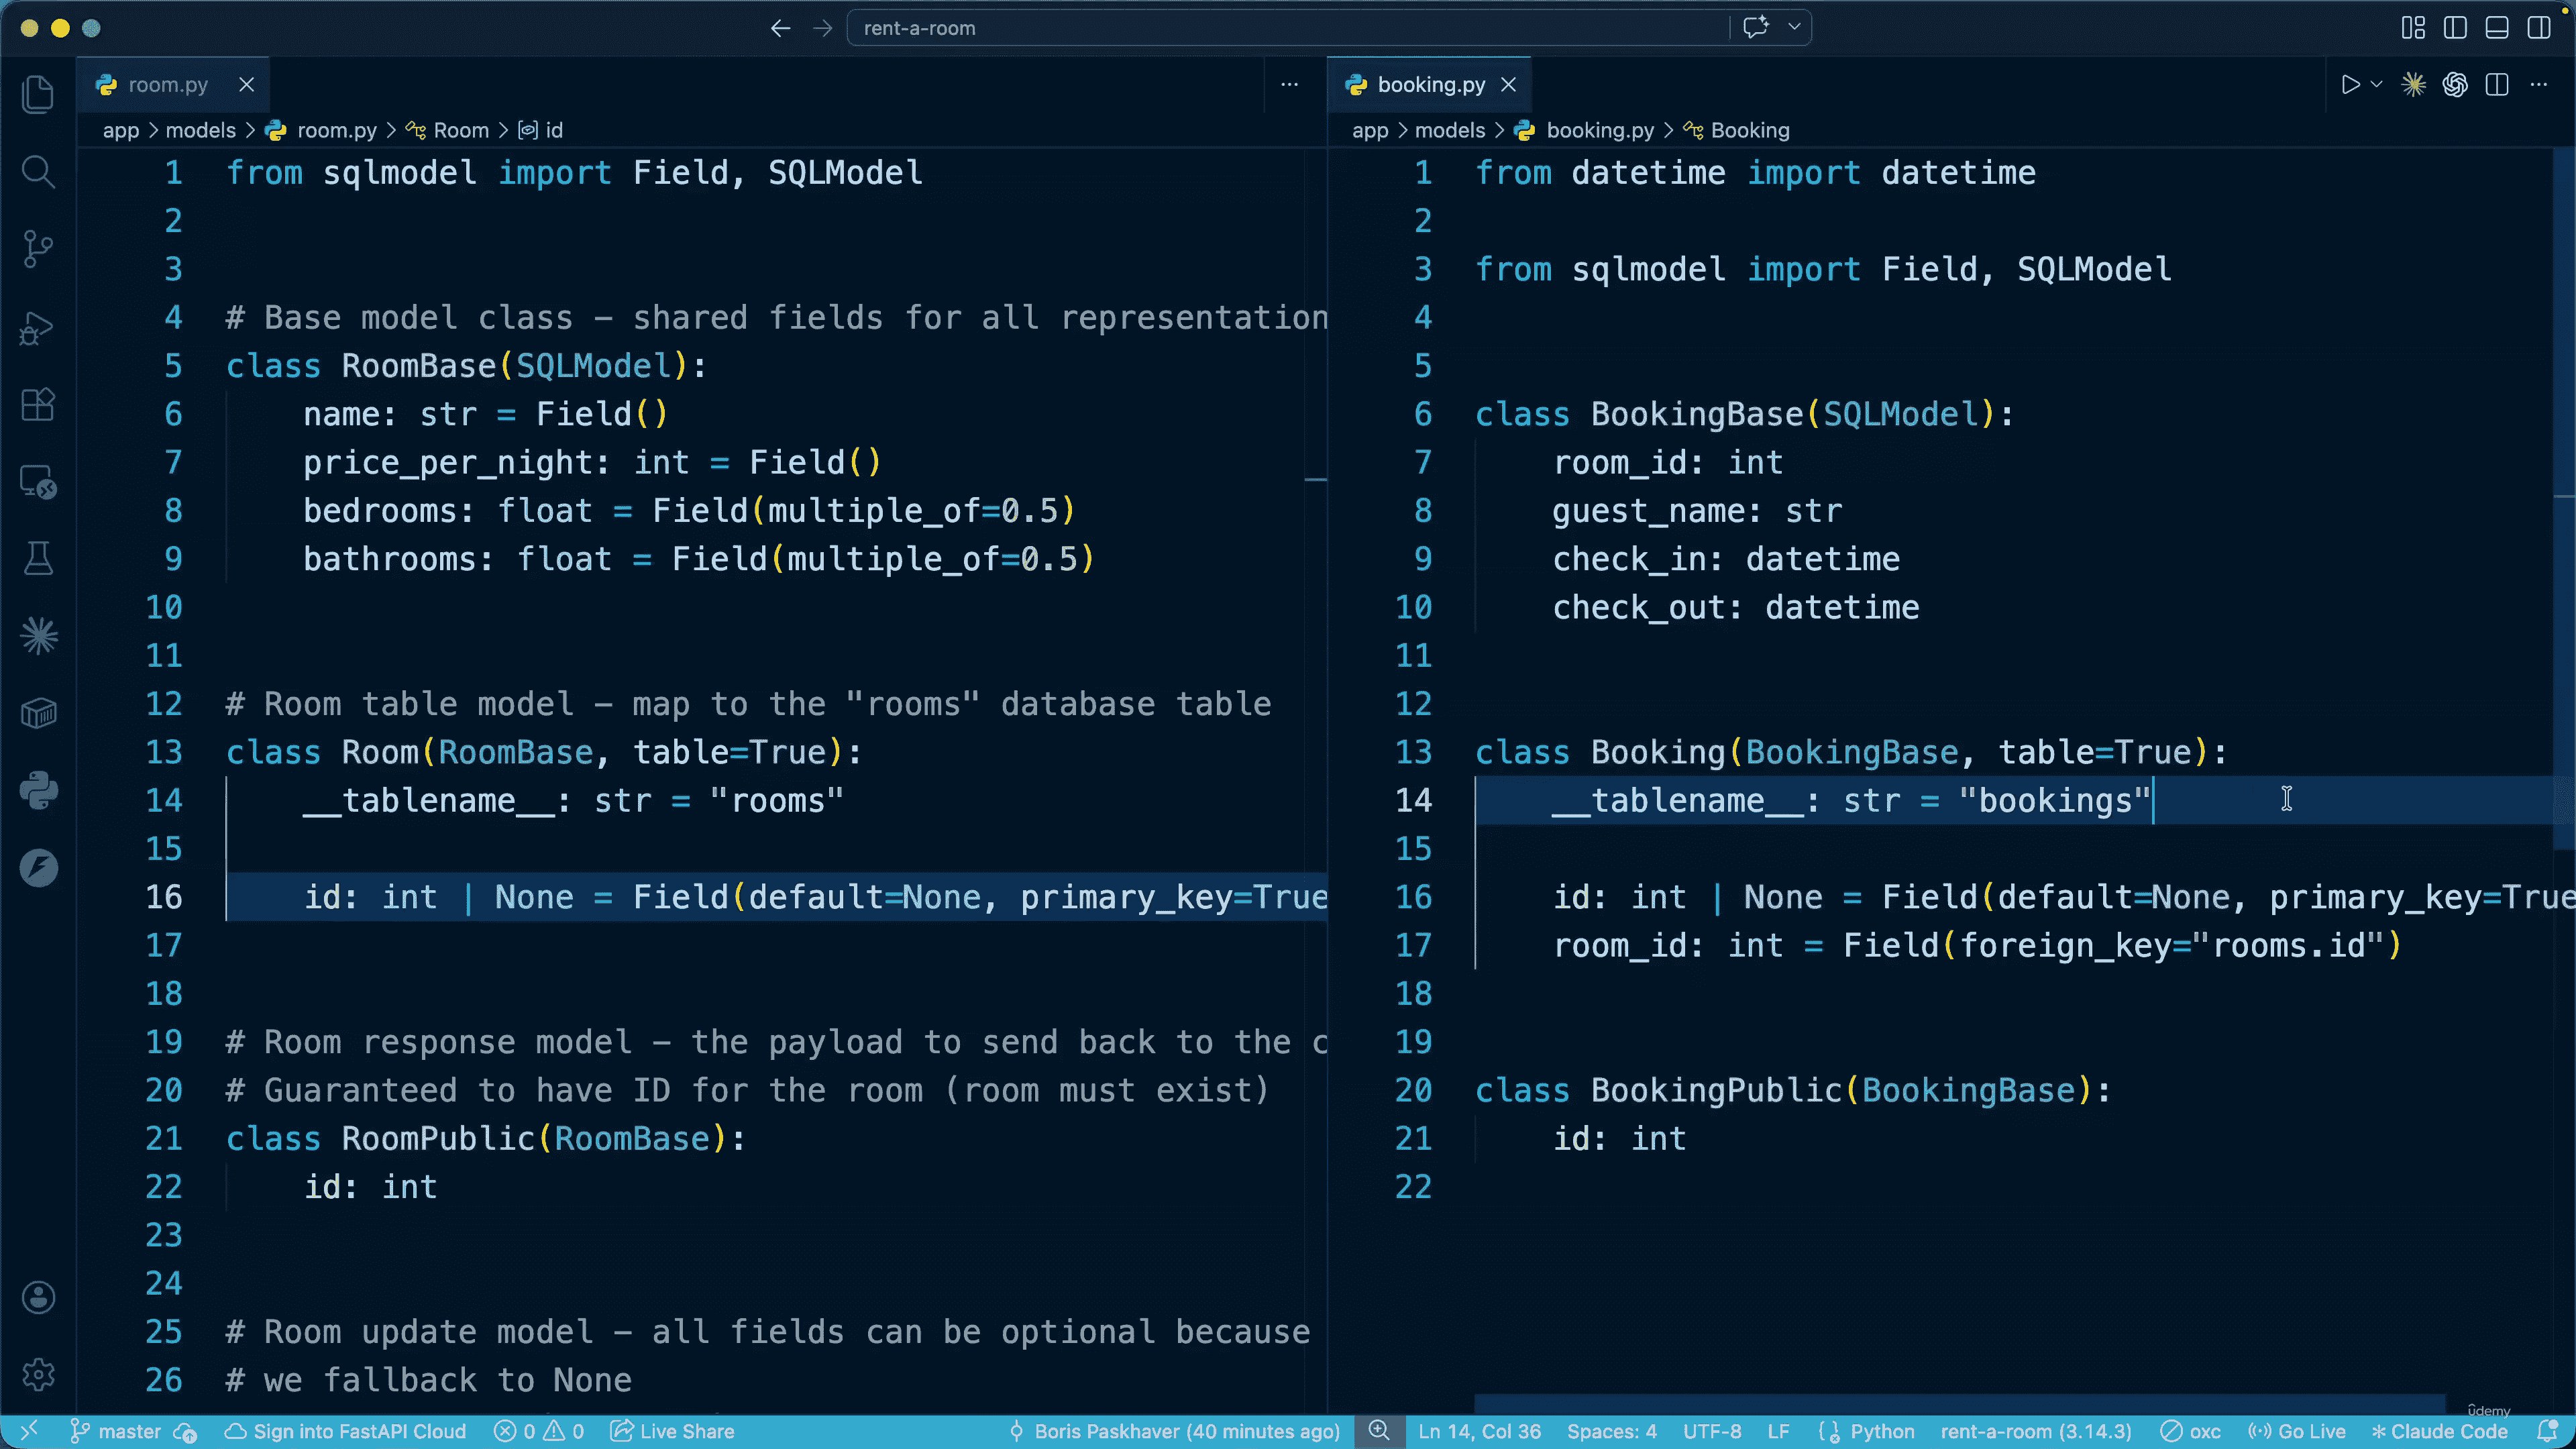 rent-a-room
room.py
app > models > room.py > Room > id
1 from sqlmodel import Field, SQLModel
2
3
4 # Base model class – shared fields for all representation
5 class RoomBase(SQLModel):
6 name: str = Field()
7 price_per_night: int = Field()
8 bedrooms: float = Field(multiple_of=0.5)
9 bathrooms: float = Field(multiple_of=0.5)
10
11
12 # Room table model – map to the "rooms" database table
13 class Room(RoomBase, table=True):
14 __tablename__: str = "rooms"
15
16 id: int | None = Field(default=None, primary_key=True
17
18
19 # Room response model – the payload to send back to the c
20 # Guaranteed to have ID for the room (room must exist)
21 class RoomPublic(RoomBase):
22 id: int
23
24
25 # Room update model – all fields can be optional because
26 # we fallback to None
booking.py
app > models > booking.py > Booking
1 from datetime import datetime
2
3 from sqlmodel import Field, SQLModel
4
5
6 class BookingBase(SQLModel):
7 room_id: int
8 guest_name: str
9 check_in: datetime
10 check_out: datetime
11
12
13 class Booking(BookingBase, table=True):
14 __tablename__: str = "bookings"
15
16 id: int | None = Field(default=None, primary_key=True
17 room_id: int = Field(foreign_key="rooms.id")
18
19
20 class BookingPublic(BookingBase):
21 id: int
22
udemy
master Sign into FastAPI Cloud 0 0 Live Share Boris Paskhaver (40 minutes ago) Ln 14, Col 36 Spaces: 4 UTF-8 LF Python rent-a-room (3.14.3) oxc Go Live Claude Code